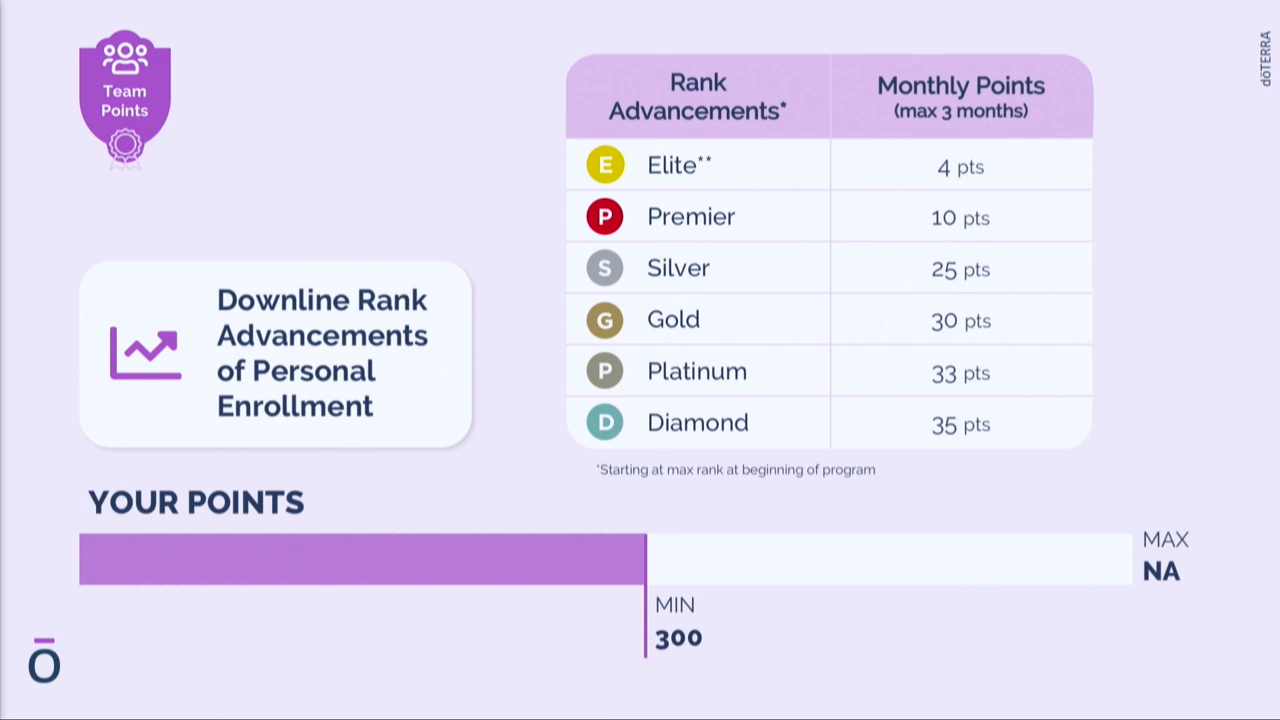 Team
Points
dōTERRA
Rank
Advancements*
Monthly Points
(max 3 months)
E Elite** 4 pts
P Premier 10 pts
S Silver 25 pts
G Gold 30 pts
P Platinum 33 pts
D Diamond 35 pts
*Starting at max rank at beginning of program
Downline Rank
Advancements
of Personal
Enrollment
YOUR POINTS
MAX
NA
MIN
300
Ō